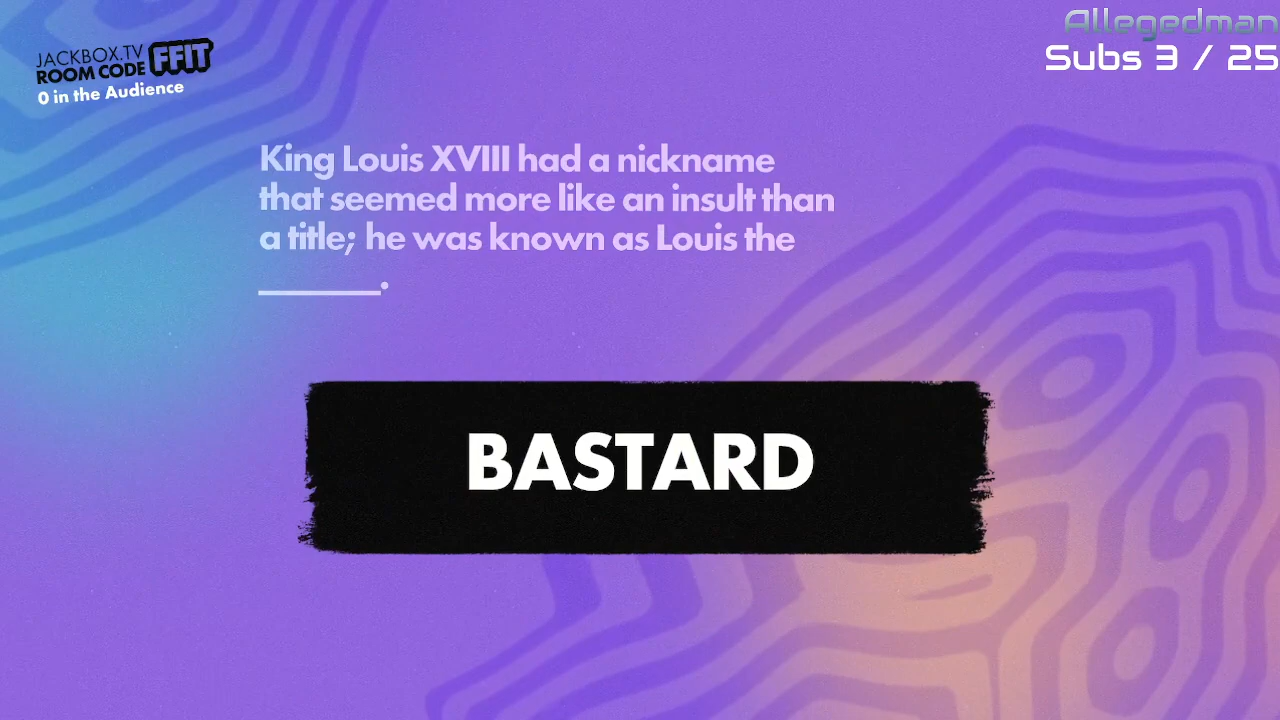 JACKBOX.TV
ROOM CODE FFIT
0 in the Audience
Allegedman
Subs 3 / 25
King Louis XVIII had a nickname
that seemed more like an insult than
a title; he was known as Louis the
______.
BASTARD